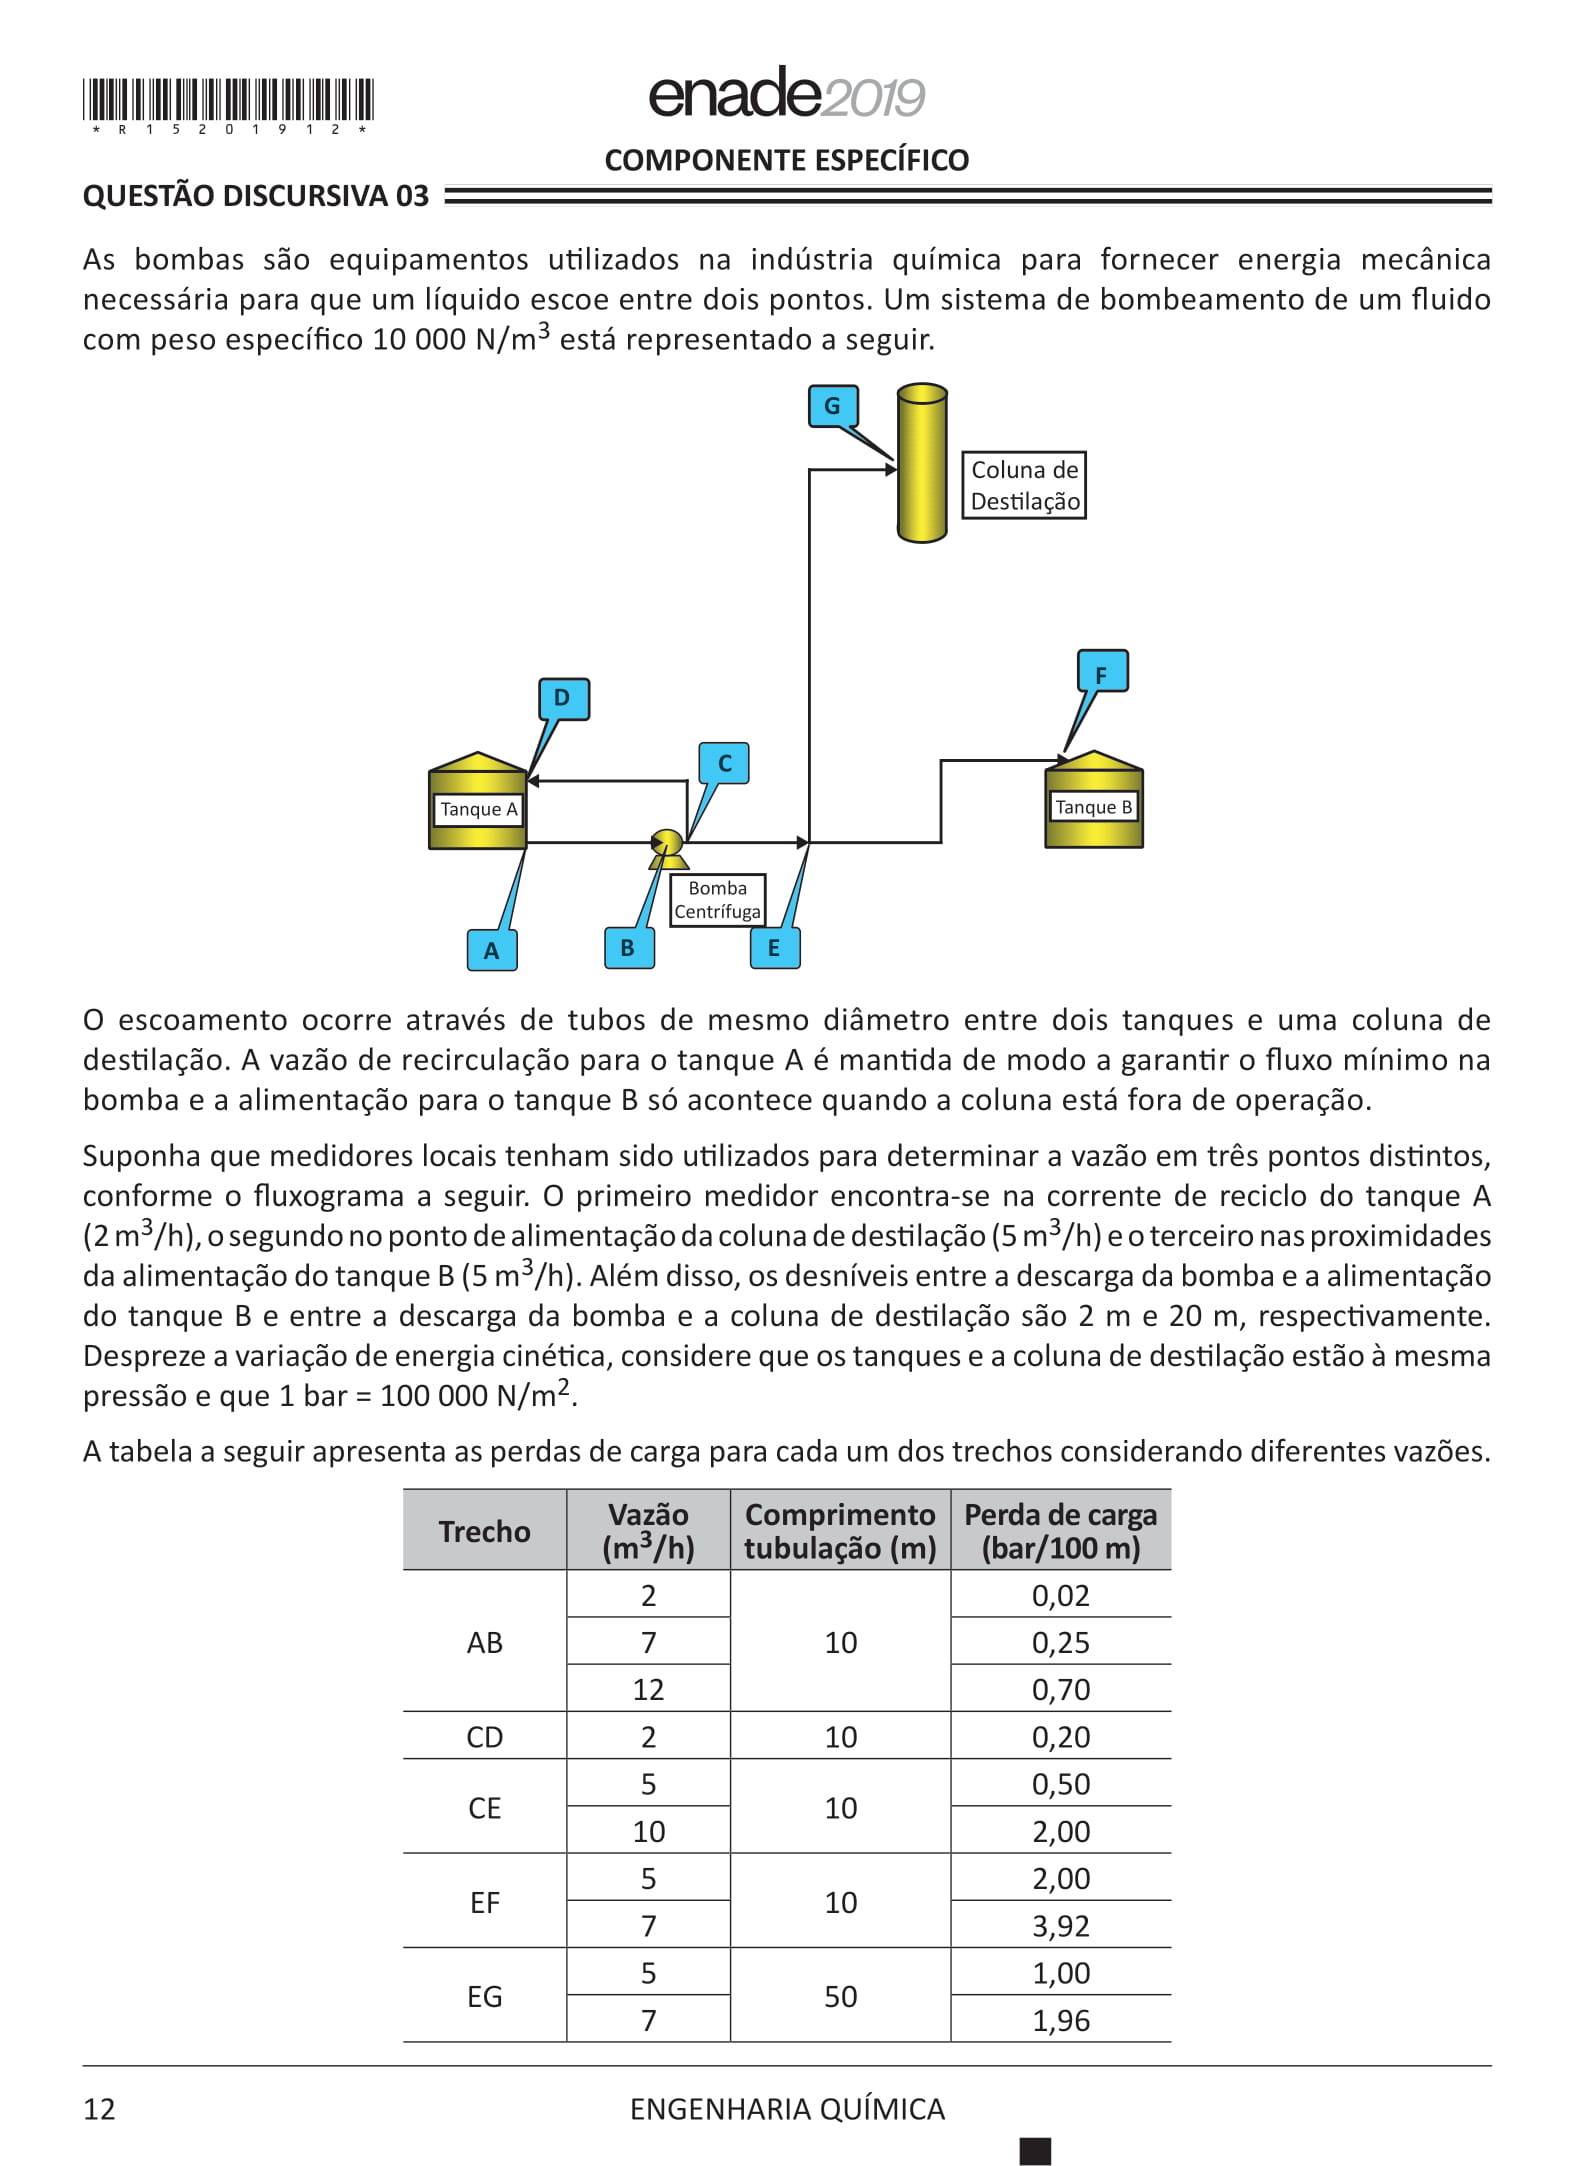 *R15201912*
enade2019
COMPONENTE ESPECÍFICO
QUESTÃO DISCURSIVA 03
As bombas são equipamentos utilizados na indústria química para fornecer energia mecânica
necessária para que um líquido escoe entre dois pontos. Um sistema de bombeamento de um fluido
com peso específico 10 000 N/m³ está representado a seguir.
G
Coluna de
Destilação
F
D
C
Tanque A
Tanque B
Bomba
Centrífuga
A
B
E
O escoamento ocorre através de tubos de mesmo diâmetro entre dois tanques e uma coluna de
destilação. A vazão de recirculação para o tanque A é mantida de modo a garantir o fluxo mínimo na
bomba e a alimentação para o tanque B só acontece quando a coluna está fora de operação.
Suponha que medidores locais tenham sido utilizados para determinar a vazão em três pontos distintos,
conforme o fluxograma a seguir. O primeiro medidor encontra-se na corrente de reciclo do tanque A
(2 m³/h), o segundo no ponto de alimentação da coluna de destilação (5 m³/h) e o terceiro nas proximidades
da alimentação do tanque B (5 m³/h). Além disso, os desníveis entre a descarga da bomba e a alimentação
do tanque B e entre a descarga da bomba e a coluna de destilação são 2 m e 20 m, respectivamente.
Despreze a variação de energia cinética, considere que os tanques e a coluna de destilação estão à mesma
pressão e que 1 bar = 100 000 N/m².
A tabela a seguir apresenta as perdas de carga para cada um dos trechos considerando diferentes vazões.
Trecho Vazão (m³/h) Comprimento tubulação (m) Perda de carga (bar/100 m)
2 0,02
AB 7 10 0,25
12 0,70
CD 2 10 0,20
5 0,50
CE 10
10 2,00
5 2,00
EF 10
7 3,92
5 1,00
EG 50
7 1,96
12
ENGENHARIA QUÍMICA